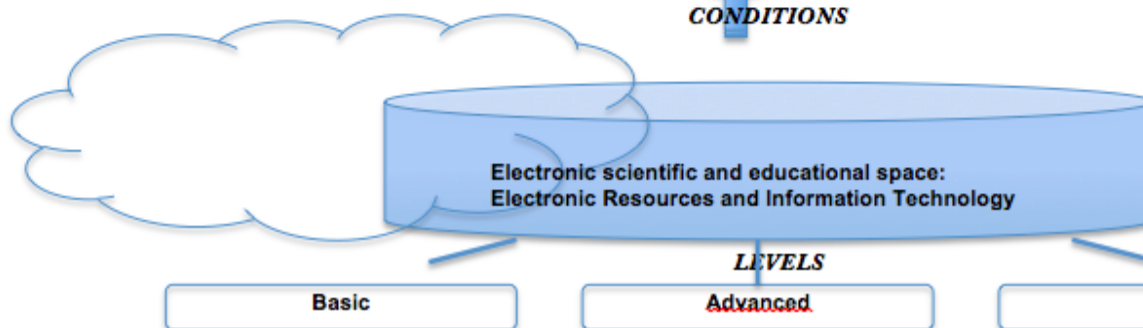 CONDITIONS
Electronic scientific and educational space:
Electronic Resources and Information Technology
LEVELS
Basic
Advanced